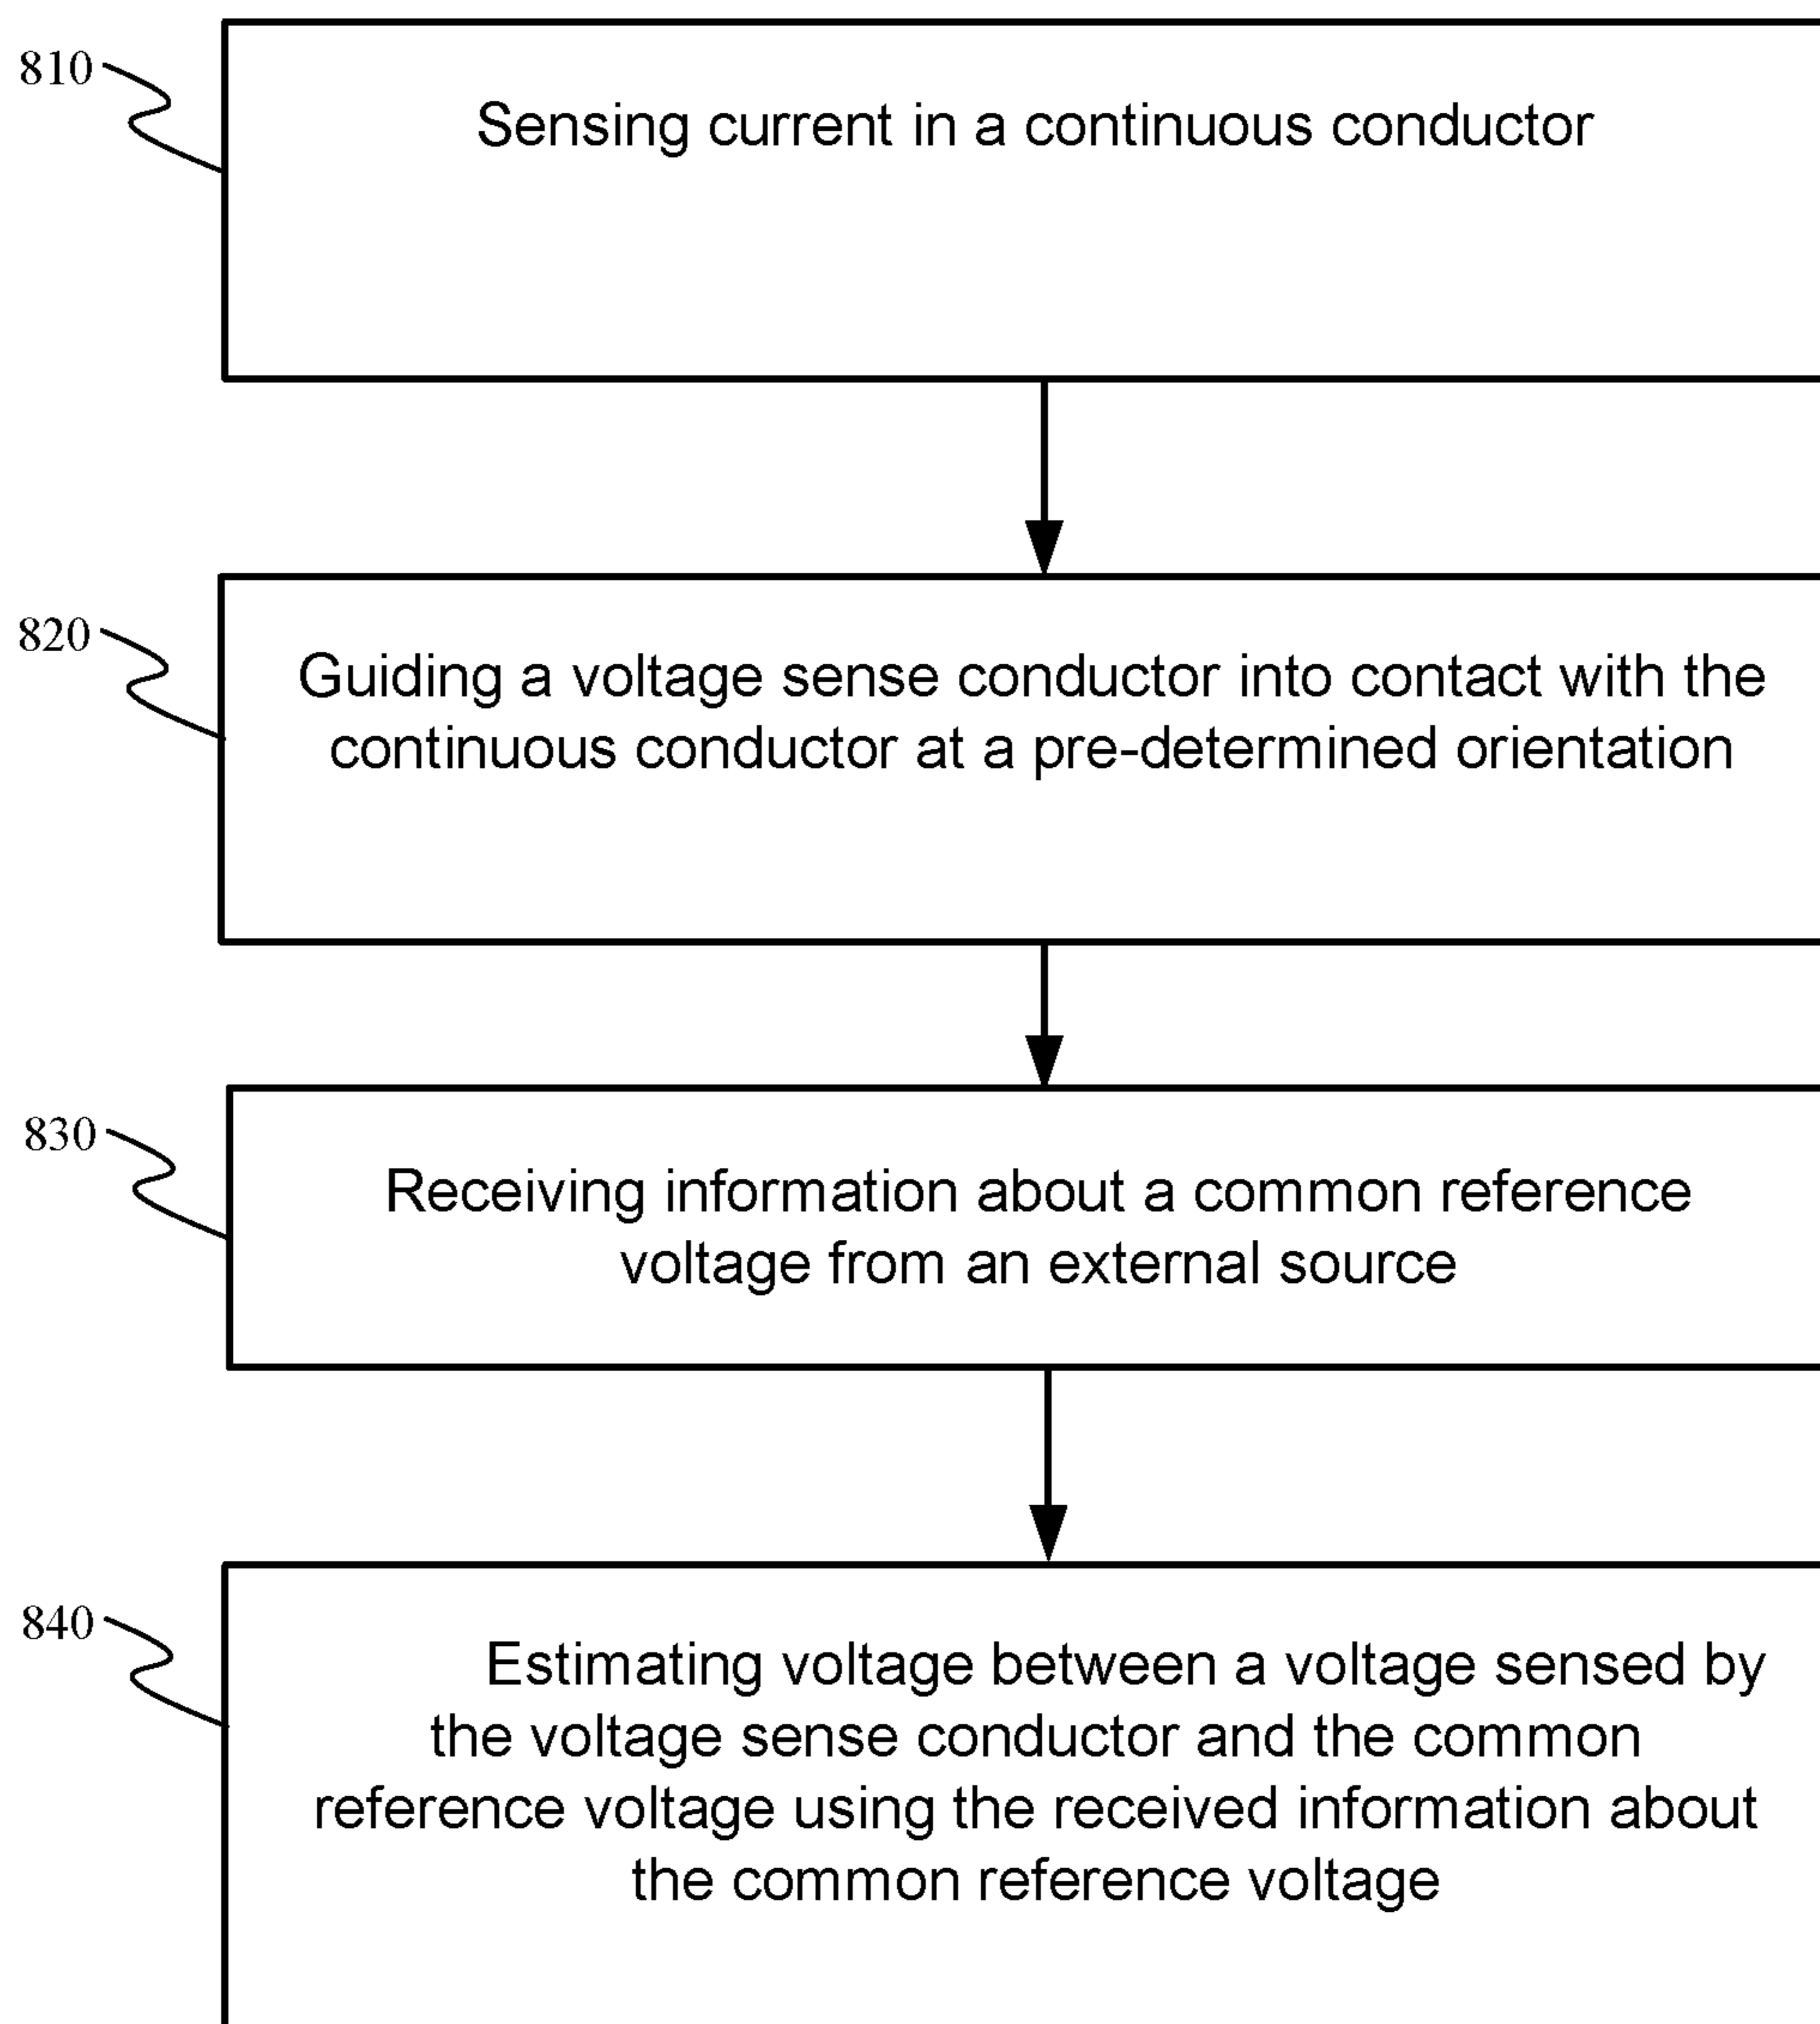 810
Sensing current in a continuous conductor
820
Guiding a voltage sense conductor into contact with the
continuous conductor at a pre-determined orientation
830
Receiving information about a common reference
voltage from an external source
840
Estimating voltage between a voltage sensed by
the voltage sense conductor and the common
reference voltage using the received information about
the common reference voltage